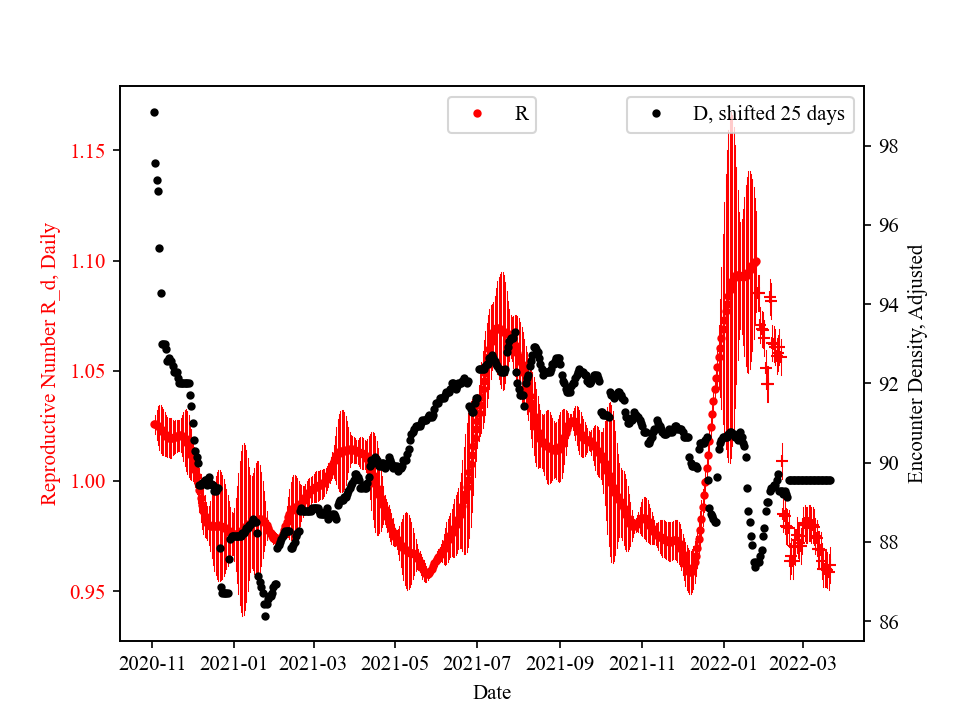 R
D, shifted 25 days
Reproductive Number R_d, Daily
1.15
1.10
1.05
1.00
0.95
98
96
94
92
90
88
86
Encounter Density, Adjusted
2020-11 2021-01 2021-03 2021-05 2021-07 2021-09 2021-11 2022-01 2022-03
Date